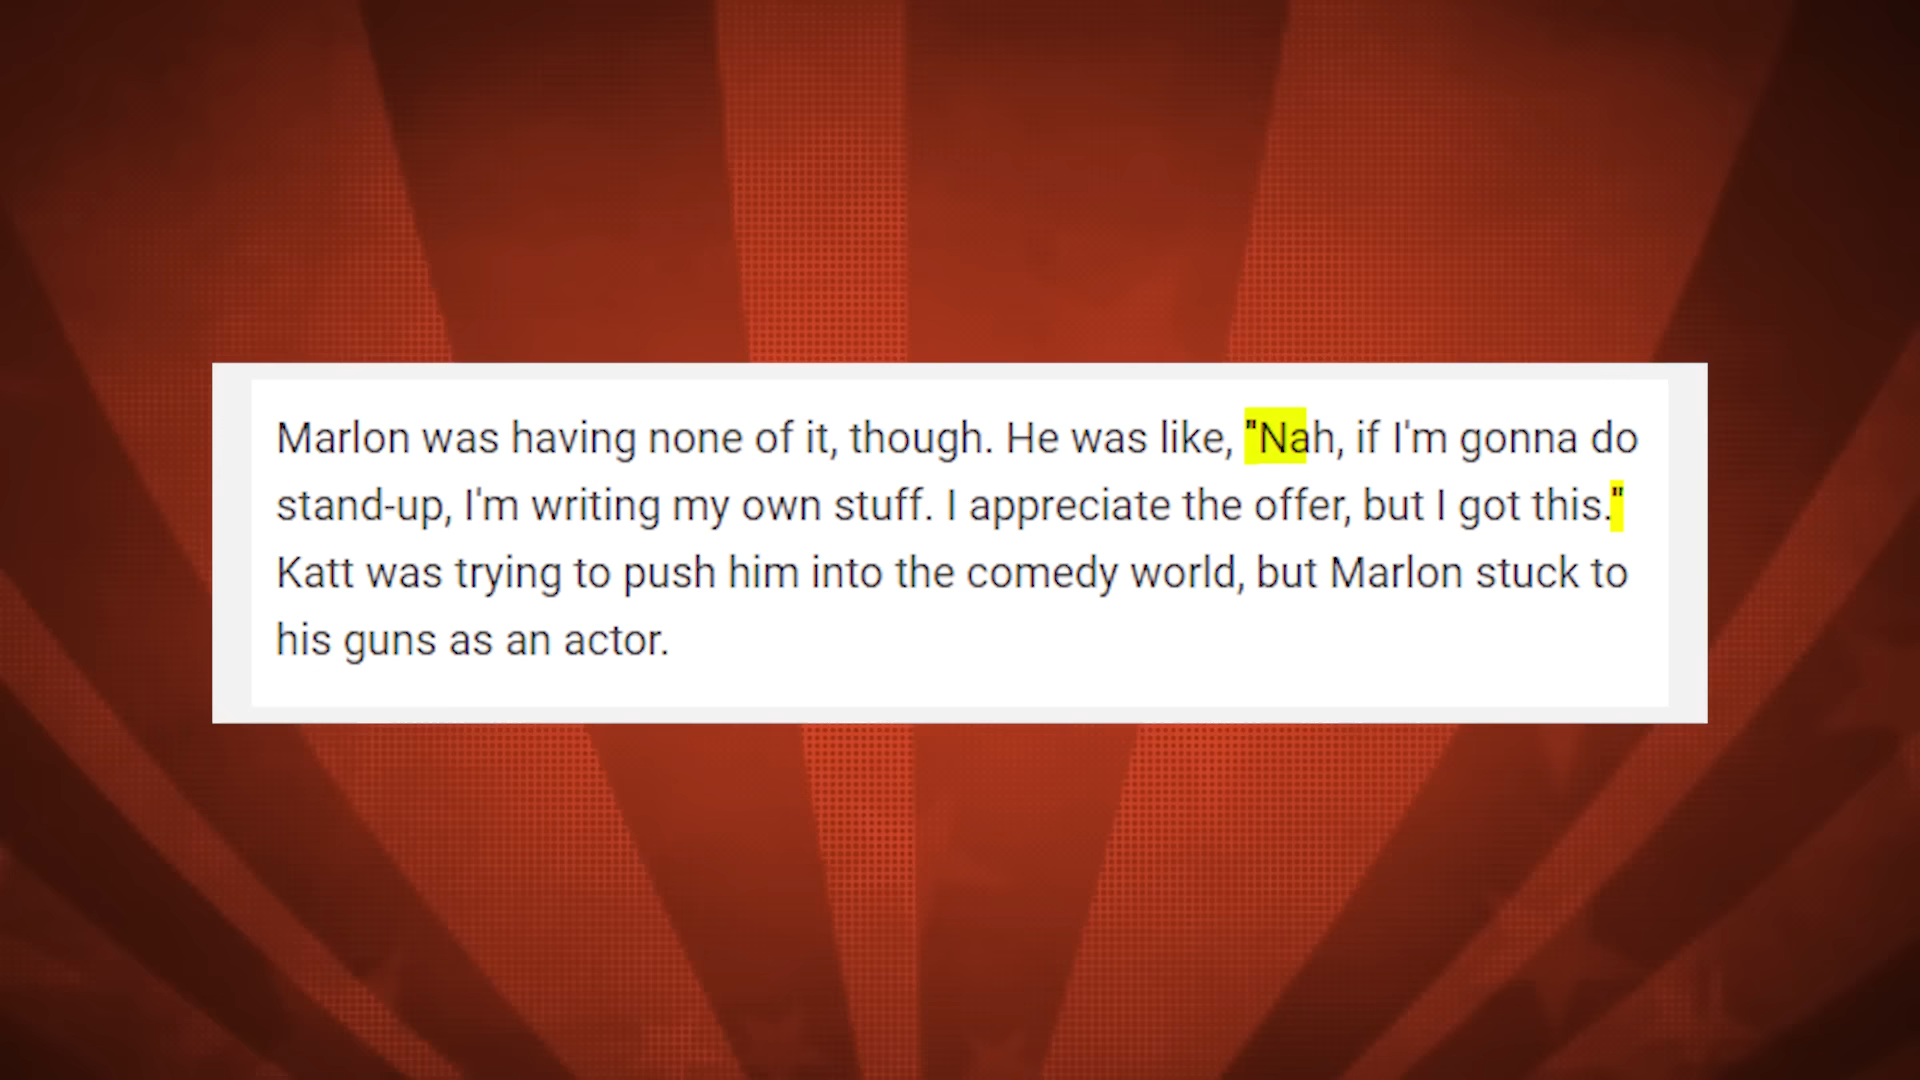 Marlon was having none of it, though. He was like, "Nah, if I'm gonna do
stand-up, I'm writing my own stuff. I appreciate the offer, but I got this."
Katt was trying to push him into the comedy world, but Marlon stuck to
his guns as an actor.